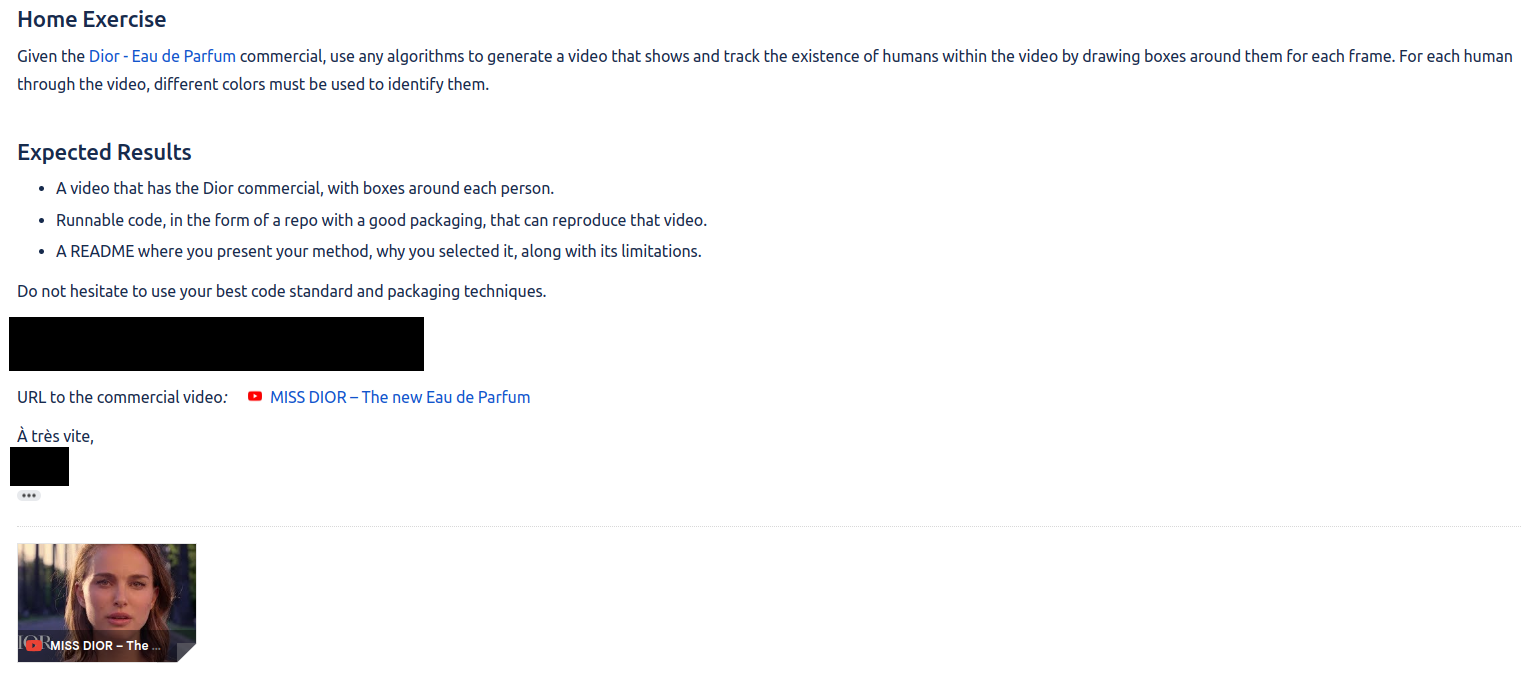 Home Exercise
Given the Dior - Eau de Parfum commercial, use any algorithms to generate a video that shows and track the existence of humans within the video by drawing boxes around them for each frame. For each human
through the video, different colors must be used to identify them.
Expected Results
• A video that has the Dior commercial, with boxes around each person.
• Runnable code, in the form of a repo with a good packaging, that can reproduce that video.
• A README where you present your method, why you selected it, along with its limitations.
Do not hesitate to use your best code standard and packaging techniques.
URL to the commercial video: MISS DIOR – The new Eau de Parfum
À très vite,
•••
MISS DIOR – The ...